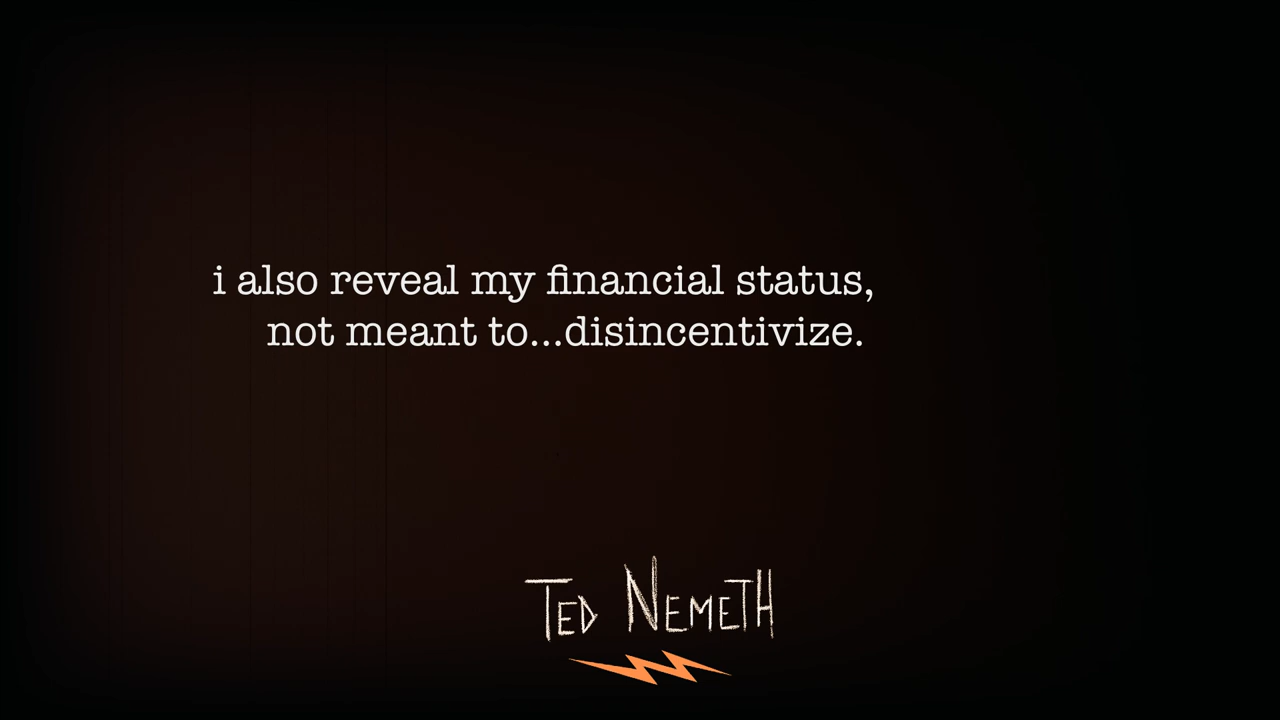 i also reveal my financial status,
not meant to...disincentivize.
TED NEMETH